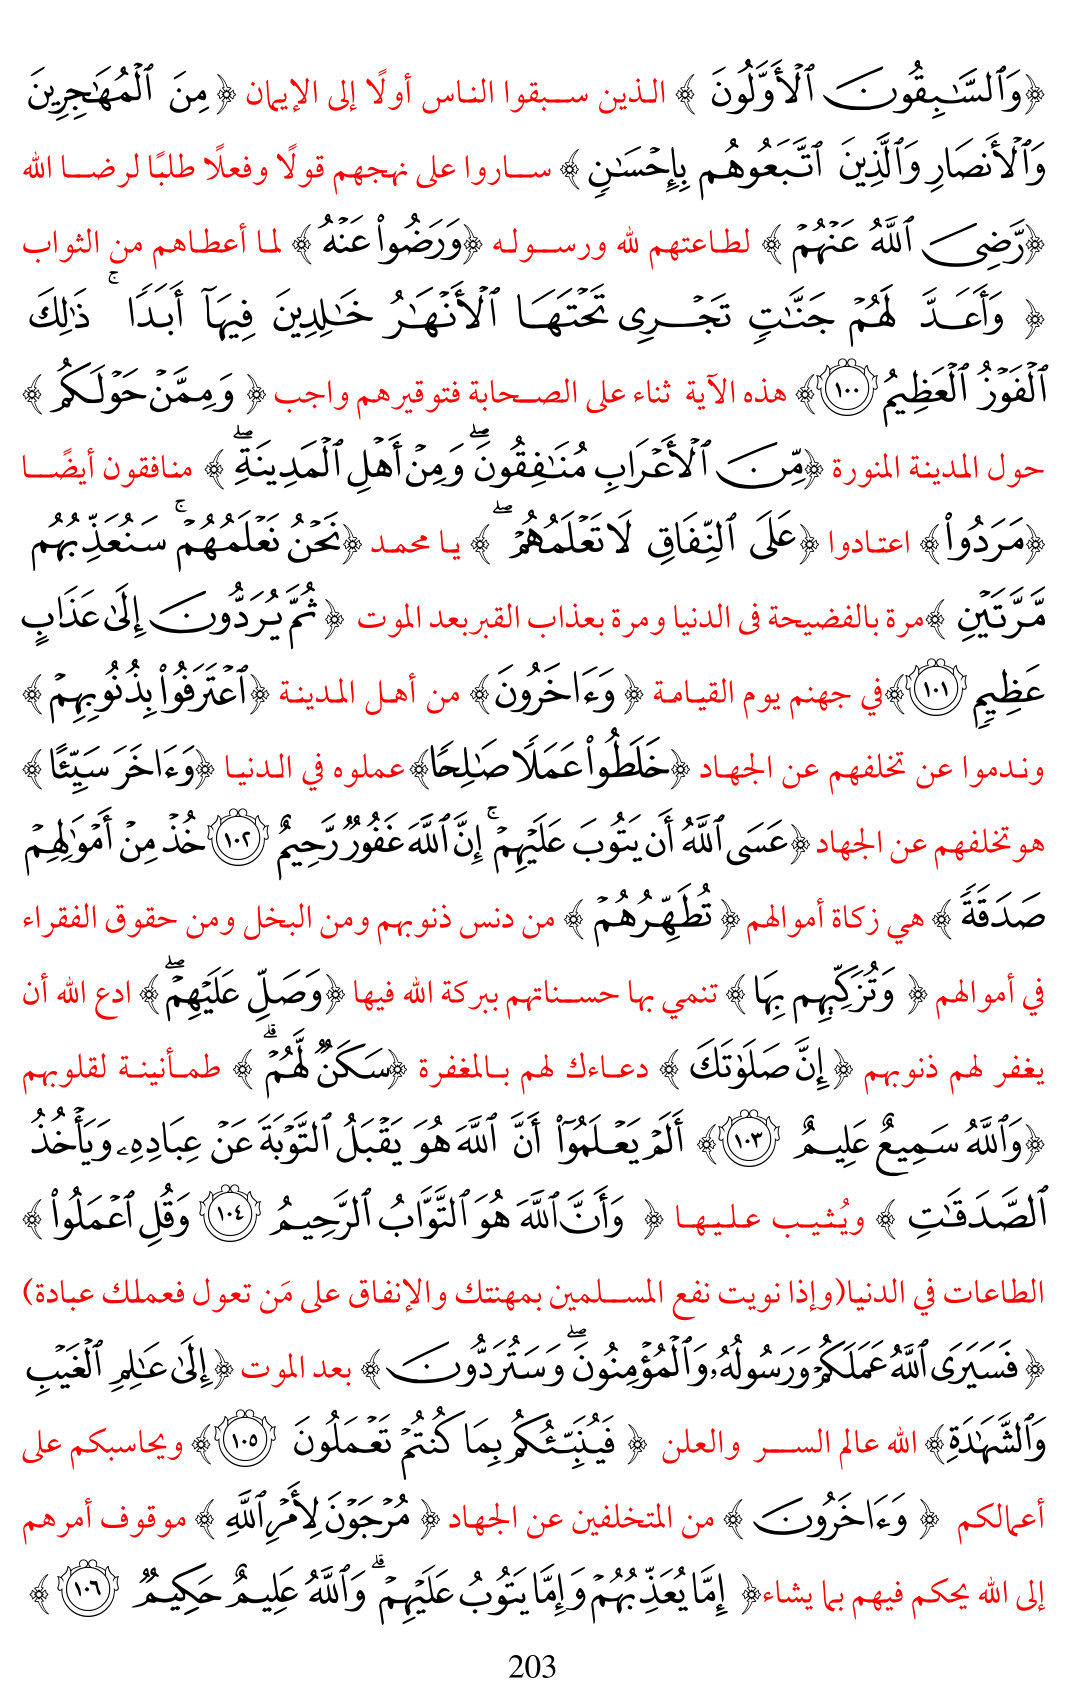 ﴿وَٱلسَّٰبِقُونَ ٱلْأَوَّلُونَ ﴾ الذين سبقوا الناس أولًا إلى الإيمان ﴿ مِنَ ٱلْمُهَٰجِرِينَ
وَٱلْأَنصَارِ وَٱلَّذِينَ ٱتَّبَعُوهُم بِإِحْسَٰنٖ ﴾ ساروا على نهجهم قولًا وفعلًا طلبًا لرضا الله
﴿رَّضِيَ ٱللَّهُ عَنْهُمْ ﴾ لطاعتهم لله ورسوله ﴿وَرَضُوا۟ عَنْهُ ﴾ لما أعطاهم من الثواب
﴿ وَأَعَدَّ لَهُمْ جَنَّٰتٖ تَجْرِى تَحْتَهَا ٱلْأَنْهَٰرُ خَٰلِدِينَ فِيهَآ أَبَدٗا ۚ ذَٰلِكَ
ٱلْفَوْزُ ٱلْعَظِيمُ ١٠٠﴾ هذه الآية ثناء على الصحابة فتوقيرهم واجب ﴿ وَمِمَّنْ حَوْلَكُم ﴾
حول المدينة المنورة ﴿مِّنَ ٱلْأَعْرَابِ مُنَٰفِقُونَ ۖ وَمِنْ أَهْلِ ٱلْمَدِينَةِ ۖ ﴾ منافقون أيضًا
﴿مَرَدُوا۟ ﴾ اعتادوا ﴿عَلَى ٱلنِّفَاقِ لَا تَعْلَمُهُمْ ۖ ﴾ يا محمد ﴿نَحْنُ نَعْلَمُهُمْ ۚ سَنُعَذِّبُهُم
مَّرَّتَيْنِ ﴾مرة بالفضيحة فى الدنيا ومرة بعذاب القبر بعد الموت ﴿ ثُمَّ يُرَدُّونَ إِلَىٰ عَذَابٍ
عَظِيمٖ ١٠١﴾في جهنم يوم القيامة ﴿ وَءَاخَرُونَ ﴾ من أهل المدينة ﴿ٱعْتَرَفُوا۟ بِذُنُوبِهِمْ ﴾
وندموا عن تخلفهم عن الجهاد ﴿خَلَطُوا۟ عَمَلٗا صَٰلِحٗا﴾ عملوه في الدنيا ﴿وَءَاخَرَ سَيِّئًا ﴾
هو تخلفهم عن الجهاد ﴿عَسَى ٱللَّهُ أَن يَتُوبَ عَلَيْهِمْ ۚ إِنَّ ٱللَّهَ غَفُورٞ رَّحِيمٌ ١٠٢ خُذْ مِنْ أَمْوَٰلِهِمْ
صَدَقَةٗ ﴾ هي زكاة أموالهم ﴿ تُطَهِّرُهُمْ ﴾ من دنس ذنوبهم ومن البخل ومن حقوق الفقراء
في أموالهم ﴿ وَتُزَكِّيهِم بِهَا ﴾ تنمي بها حسناتهم ببركة الله فيها ﴿وَصَلِّ عَلَيْهِمْ ۖ ﴾ ادع الله أن
يغفر لهم ذنوبهم ﴿ إِنَّ صَلَوٰتَكَ ﴾ دعاءك لهم بالمغفرة ﴿سَكَنٞ لَّهُمْ ۗ ﴾ طمأنينة لقلوبهم
﴿وَٱللَّهُ سَمِيعٌ عَلِيمٌ ١٠٣﴾ أَلَمْ يَعْلَمُوٓا۟ أَنَّ ٱللَّهَ هُوَ يَقْبَلُ ٱلتَّوْبَةَ عَنْ عِبَادِهِۦ وَيَأْخُذُ
ٱلصَّدَقَٰتِ ﴾ ويُثيب عليها ﴿ وَأَنَّ ٱللَّهَ هُوَ ٱلتَّوَّابُ ٱلرَّحِيمُ ١٠٤ وَقُلِ ٱعْمَلُوا۟ ﴾
الطاعات في الدنيا(وإذا نويت نفع المسلمين بمهنتك والإنفاق على مَن تعول فعملك عبادة)
﴿ فَسَيَرَى ٱللَّهُ عَمَلَكُمْ وَرَسُولُهُۥ وَٱلْمُؤْمِنُونَ ۖ وَسَتُرَدُّونَ ﴾ بعد الموت ﴿إِلَىٰ عَٰلِمِ ٱلْغَيْبِ
وَٱلشَّهَٰدَةِ﴾ الله عالم السر والعلن ﴿ فَيُنَبِّئُكُم بِمَا كُنتُمْ تَعْمَلُونَ ١٠٥﴾ ويحاسبكم على
أعمالكم ﴿ وَءَاخَرُونَ ﴾ من المتخلفين عن الجهاد ﴿ مُرْجَوْنَ لِأَمْرِ ٱللَّهِ ﴾ موقوف أمرهم
إلى الله يحكم فيهم بما يشاء﴿ إِمَّا يُعَذِّبُهُمْ وَإِمَّا يَتُوبُ عَلَيْهِمْ ۗ وَٱللَّهُ عَلِيمٌ حَكِيمٞ ١٠٦ ﴾
203